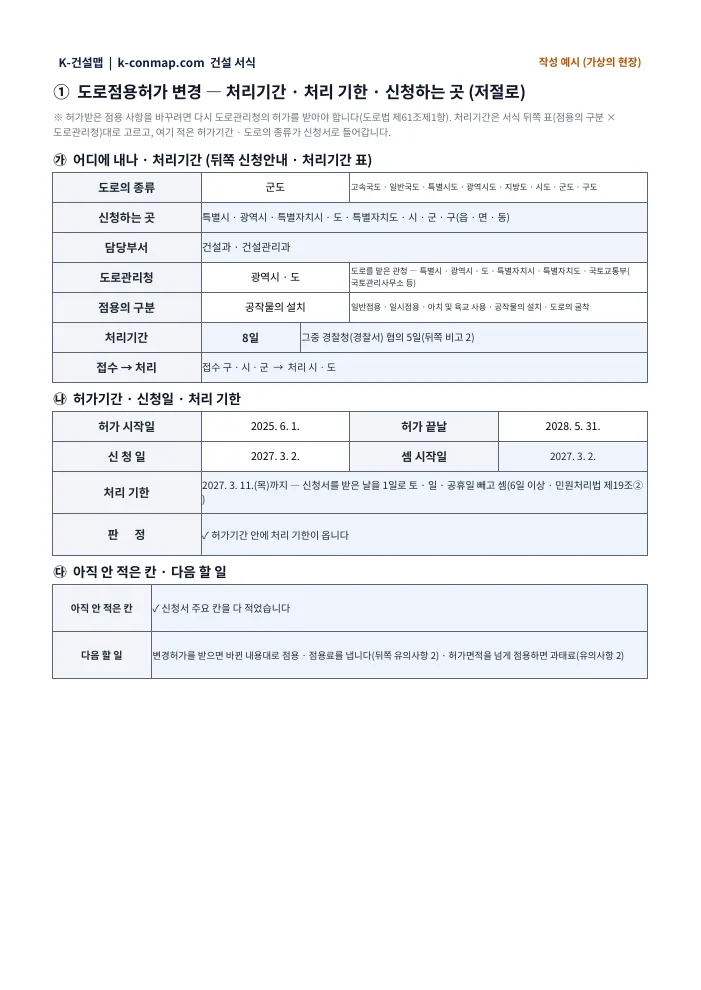 K-건설맵 | k-conmap.com 건설 서식
작성 예시 (가상의 현장)
① 도로점용허가 변경 — 처리기간 · 처리 기한 · 신청하는 곳 (저절로)
※ 허가받은 점용 사항을 바꾸려면 다시 도로관리청의 허가를 받아야 합니다(도로법 제61조제1항). 처리기간은 서식 뒤쪽 표(점용의 구분 ×
도로관리청)대로 고르고, 여기 적은 허가기간 · 도로의 종류가 신청서로 들어갑니다.
㉮ 어디에 내나 · 처리기간 (뒤쪽 신청안내 · 처리기간 표)
도로의 종류 군도 고속국도 · 일반국도 · 특별시도 · 광역시도 · 지방도 · 시도 · 군도 · 구도
신청하는 곳 특별시 · 광역시 · 특별자치시 · 도 · 특별자치도 · 시 · 군 · 구(읍 · 면 · 동)
담당부서 건설과 · 건설관리과
도로관리청 광역시 · 도 도로를 맡은 관청 — 특별시 · 광역시 · 도 · 특별자치시 · 특별자치도 · 국토교통부(
국토관리사무소 등)
점용의 구분 공작물의 설치 일반점용 · 일시점용 · 아치 및 육교 사용 · 공작물의 설치 · 도로의 굴착
처리기간 8일 그중 경찰청(경찰서) 협의 5일(뒤쪽 비고 2)
접수 → 처리 접수 구 · 시 · 군 → 처리 시 · 도
㉯ 허가기간 · 신청일 · 처리 기한
허가 시작일 2025. 6. 1. 허가 끝날 2028. 5. 31.
신 청 일 2027. 3. 2. 셈 시작일 2027. 3. 2.
처리 기한 2027. 3. 11.(목)까지 — 신청서를 받은 날을 1일로 토 · 일 · 공휴일 빼고 셈(6일 이상 · 민원처리법 제19조②
)
판 정 ✓ 허가기간 안에 처리 기한이 옵니다
㉰ 아직 안 적은 칸 · 다음 할 일
아직 안 적은 칸 ✓ 신청서 주요 칸을 다 적었습니다
다음 할 일 변경허가를 받으면 바뀐 내용대로 점용 · 점용료를 냅니다(뒤쪽 유의사항 2) · 허가면적을 넘게 점용하면 과태료(유의사항 2)